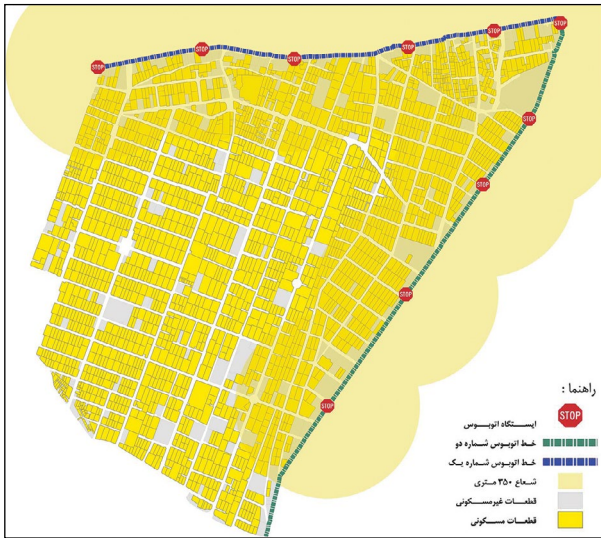 STOP
STOP
STOP
STOP
STOP
STOP
STOP
STOP
STOP
STOP
راهنما :
STOP
ایستگاه اتوبوس
خط اتوبوس شماره دو
خط اتوبوس شماره یک
شعاع ۳۵۰ متری
قطعات غیرمسکونی
قطعات مسکونی